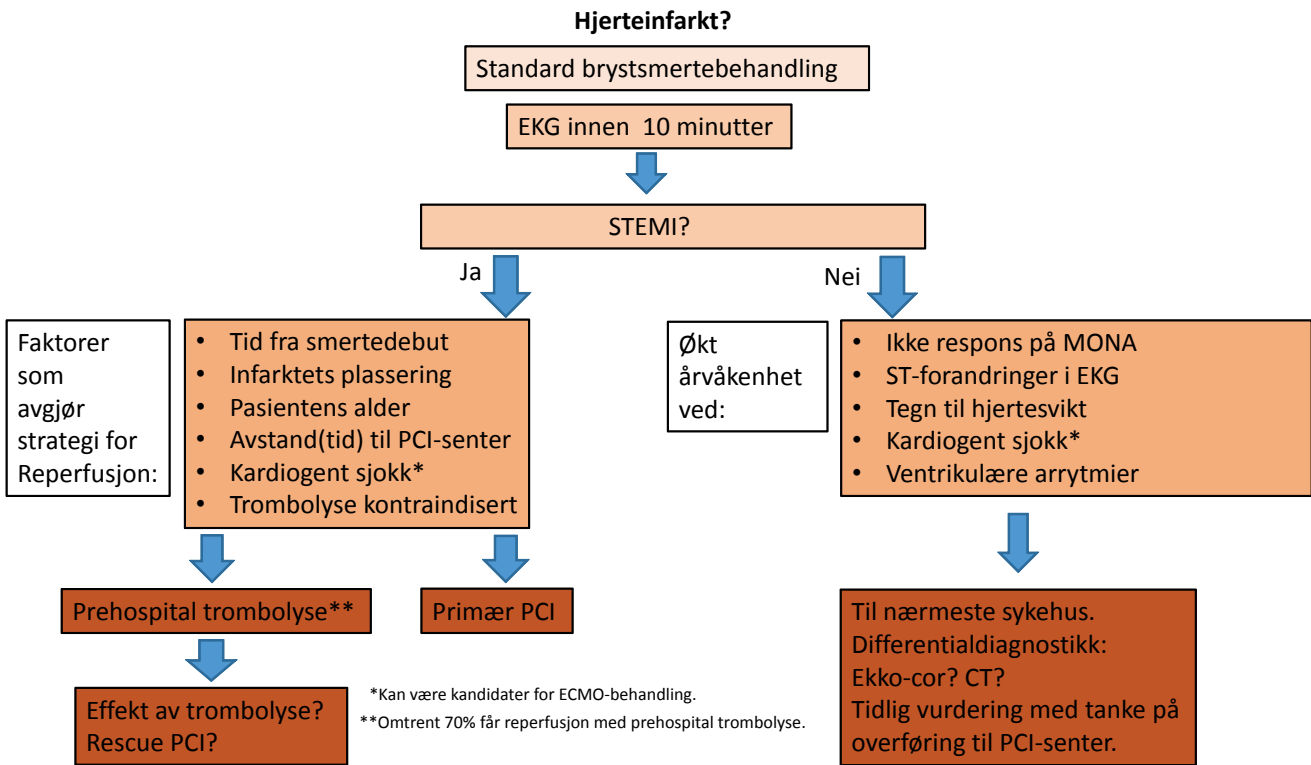 Hjerteinfarkt?
Standard brystsmertebehandling
EKG innen 10 minutter
STEMI?
Ja
Nei
Faktorer
som
avgjør
strategi for
Reperfusjon:
• Tid fra smertedebut
• Infarktets plassering
• Pasientens alder
• Avstand(tid) til PCI-senter
• Kardiogent sjokk*
• Trombolyse kontraindisert
Økt
årvåkenhet
ved:
• Ikke respons på MONA
• ST-forandringer i EKG
• Tegn til hjertesvikt
• Kardiogent sjokk*
• Ventrikulære arrytmier
Prehospital trombolyse**
Primær PCI
Effekt av trombolyse?
Rescue PCI?
*Kan være kandidater for ECMO-behandling.
**Omtrent 70% får reperfusjon med prehospital trombolyse.
Til nærmeste sykehus.
Differentialdiagnostikk:
Ekko-cor? CT?
Tidlig vurdering med tanke på
overføring til PCI-senter.